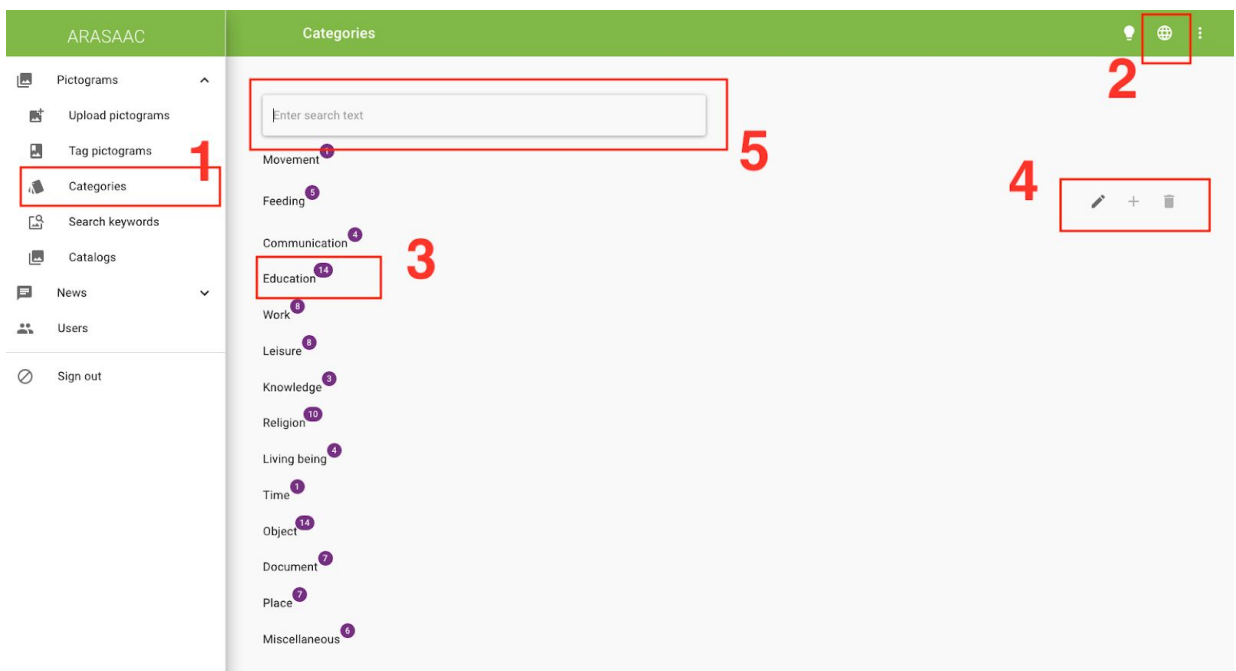 ARASAAC
Categories
2
Pictograms
Upload pictograms
Tag pictograms
1
Categories
Search keywords
Catalogs
News
Users
Sign out
Enter search text
5
Movement 1
4
Feeding 5
Communication 4
Education 14
3
Work 8
Leisure 8
Knowledge 3
Religion 10
Living being 4
Time 1
Object 14
Document 7
Place 7
Miscellaneous 6